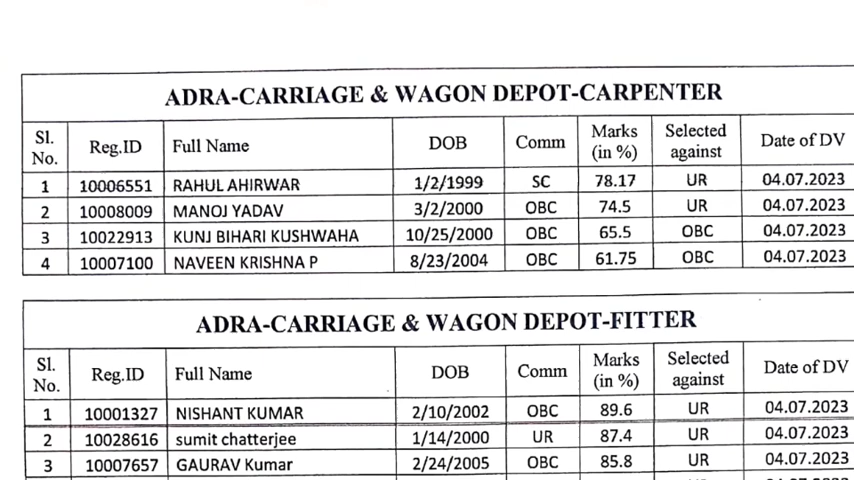 ADRA-CARRIAGE & WAGON DEPOT-CARPENTER
Sl. No. Reg.ID Full Name DOB Comm Marks (in %) Selected against Date of DV
1 10006551 RAHUL AHIRWAR 1/2/1999 SC 78.17 UR 04.07.2023
2 10008009 MANOJ YADAV 3/2/2000 OBC 74.5 UR 04.07.2023
3 10022913 KUNJ BIHARI KUSHWAHA 10/25/2000 OBC 65.5 OBC 04.07.2023
4 10007100 NAVEEN KRISHNA P 8/23/2004 OBC 61.75 OBC 04.07.2023
ADRA-CARRIAGE & WAGON DEPOT-FITTER
Sl. No. Reg.ID Full Name DOB Comm Marks (in %) Selected against Date of DV
1 10001327 NISHANT KUMAR 2/10/2002 OBC 89.6 UR 04.07.2023
2 10028616 sumit chatterjee 1/14/2000 UR 87.4 UR 04.07.2023
3 10007657 GAURAV Kumar 2/24/2005 OBC 85.8 UR 04.07.2023